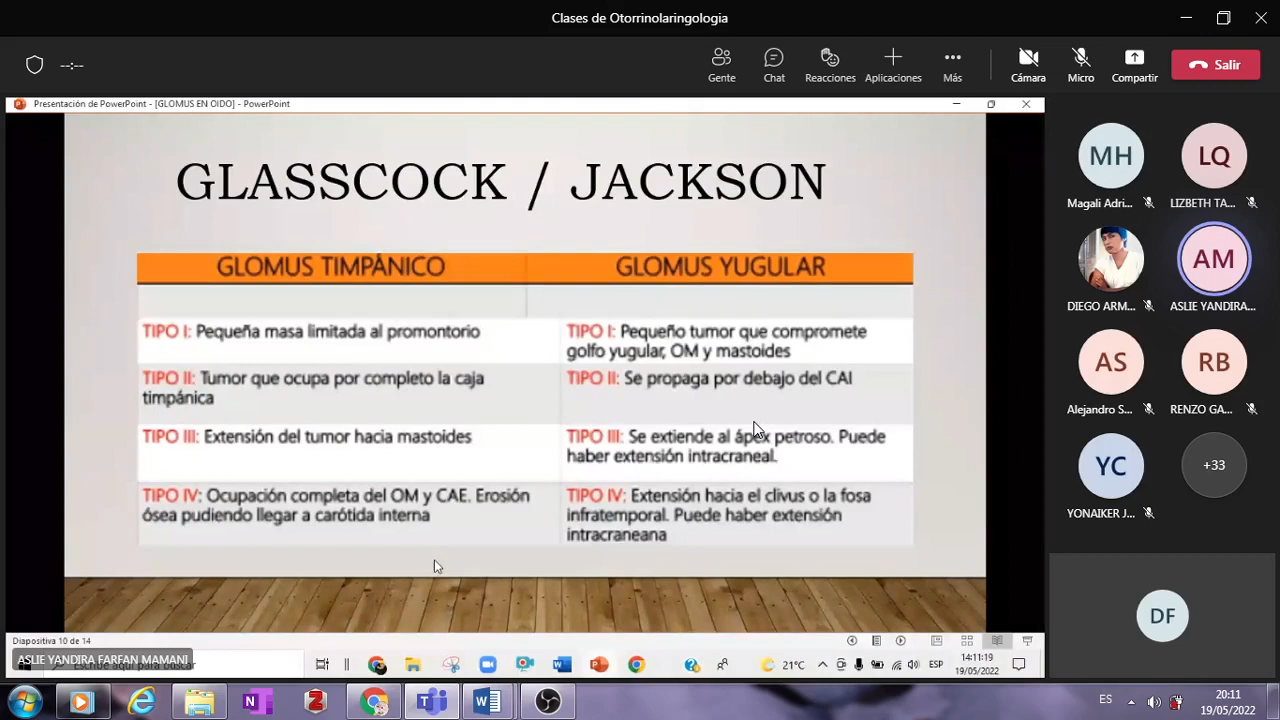 Clases de Otorrinolaringologia
--:--
Gente
Chat
Reacciones
Aplicaciones
Más
Cámara
Micro
Compartir
Salir
Presentación de PowerPoint - [GLOMUS EN OIDO] - PowerPoint
GLASSCOCK / JACKSON
GLOMUS TIMPÁNICO
GLOMUS YUGULAR
TIPO I: Pequeña masa limitada al promontorio
TIPO I: Pequeño tumor que compromete
golfo yugular, OM y mastoides
TIPO II: Tumor que ocupa por completo la caja
timpánica
TIPO II: Se propaga por debajo del CAI
TIPO III: Extensión del tumor hacia mastoides
TIPO III: Se extiende al ápex petroso. Puede
haber extensión intracraneal.
TIPO IV: Ocupación completa del OM y CAE. Erosión
ósea pudiendo llegar a carótida interna
TIPO IV: Extensión hacia el clivus o la fosa
infratemporal. Puede haber extensión
intracraneana
MH
Magali Adri...
LQ
LIZBETH TA...
DIEGO ARM...
AM
ASLIE YANDIRA...
AS
Alejandro S...
RB
RENZO GA...
YC
YONAIKER J...
+33
DF
Diapositiva 10 de 14
ASLIE YANDIRA FARFAN MAMANI
21°C
ESP
14:11:19
19/05/2022
ES
20:11
19/05/2022